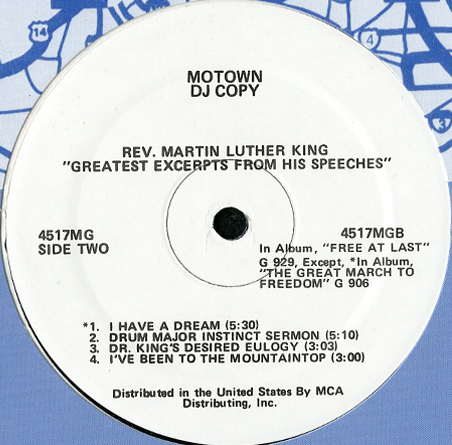 14
4
3
MOTOWN
DJ COPY
REV. MARTIN LUTHER KING
"GREATEST EXCERPTS FROM HIS SPEECHES"
4517MG
SIDE TWO
4517MGB
In Album, "FREE AT LAST"
G 929, Except, *In Album,
"THE GREAT MARCH TO
FREEDOM" G 906
*1. I HAVE A DREAM (5:30)
2. DRUM MAJOR INSTINCT SERMON (5:10)
3. DR. KING'S DESIRED EULOGY (3:03)
4. I'VE BEEN TO THE MOUNTAINTOP (3:00)
Distributed in the United States By MCA
Distributing, Inc.